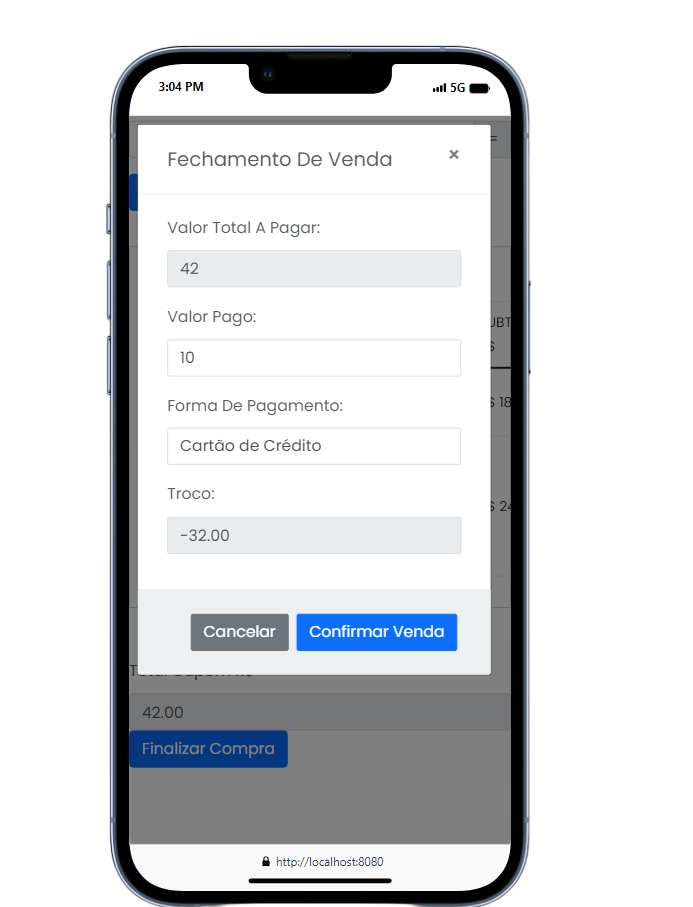 3:04 PM
5G
Fechamento De Venda
×
=
Valor Total A Pagar:
42
Valor Pago:
10
UBT
$
Forma De Pagamento:
$ 18
Cartão de Crédito
Troco:
$ 24
-32.00
Cancelar
Confirmar Venda
42.00
Finalizar Compra
http://localhost:8080